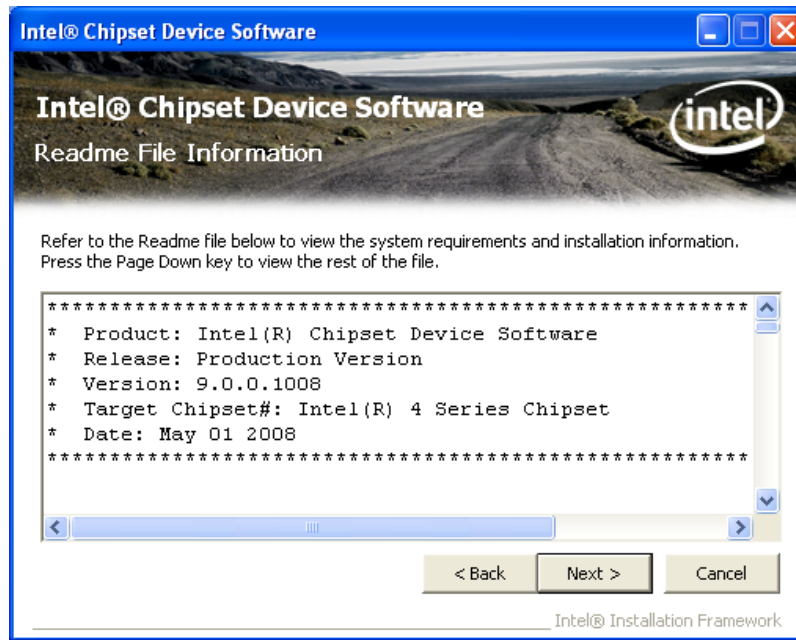 Intel® Chipset Device Software
Intel® Chipset Device Software
intel
Readme File Information
Refer to the Readme file below to view the system requirements and installation information.
Press the Page Down key to view the rest of the file.
********************************************************
* Product: Intel(R) Chipset Device Software
* Release: Production Version
* Version: 9.0.0.1008
* Target Chipset#: Intel(R) 4 Series Chipset
* Date: May 01 2008
********************************************************
< Back Next > Cancel
Intel® Installation Framework